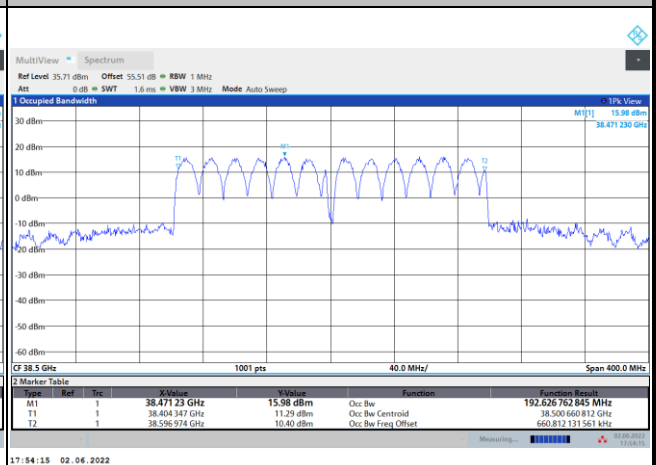 MultiView Spectrum
Ref Level 35.71 dBm Offset 55.51 dB RBW 1 MHz
Att 0 dB SWT 1.6 ms VBW 3 MHz Mode Auto Sweep
1 Occupied Bandwidth 1Pk View
M1[1] 15.98 dBm
38.471 230 GHz
30 dBm
20 dBm
M1
T1
T2
10 dBm
0 dBm
-10 dBm
-20 dBm
-30 dBm
-40 dBm
-50 dBm
-60 dBm
CF 38.5 GHz 1001 pts 40.0 MHz/ Span 400.0 MHz
2 Marker Table
Type Ref Trc X-Value Y-Value Function Function Result
M1 1 38.471 23 GHz 15.98 dBm Occ Bw 192.626 762 845 MHz
T1 1 38.404 347 GHz 11.29 dBm Occ Bw Centroid 38.500 660 812 GHz
T2 1 38.596 974 GHz 10.40 dBm Occ Bw Freq Offset 660.812 131 561 kHz
Measuring... 02.06.2022
17:54:15
17:54:15 02.06.2022